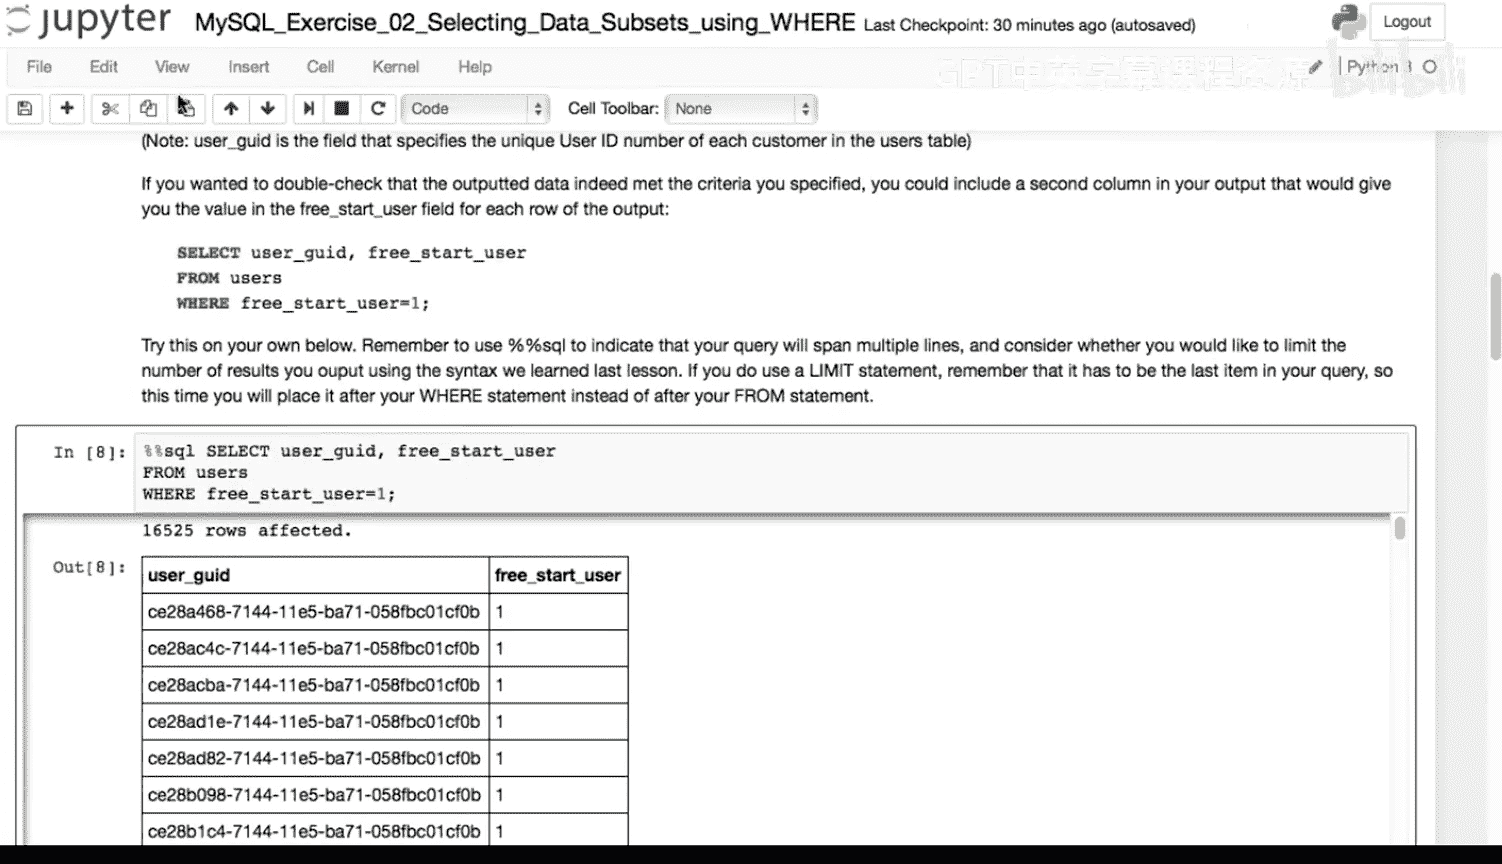 jupyter MySQL_Exercise_02_Selecting_Data_Subsets_using_WHERE Last Checkpoint: 30 minutes ago (autosaved) Logout
File Edit View Insert Cell Kernel Help Python 3
Code Cell Toolbar: None
(Note: user_guid is the field that specifies the unique User ID number of each customer in the users table)
If you wanted to double-check that the outputted data indeed met the criteria you specified, you could include a second column in your output that would give
you the value in the free_start_user field for each row of the output:
SELECT user_guid, free_start_user
FROM users
WHERE free_start_user=1;
Try this on your own below. Remember to use %%sql to indicate that your query will span multiple lines, and consider whether you would like to limit the
number of results you ouput using the syntax we learned last lesson. If you do use a LIMIT statement, remember that it has to be the last item in your query, so
this time you will place it after your WHERE statement instead of after your FROM statement.
In [8]: %%sql SELECT user_guid, free_start_user
FROM users
WHERE free_start_user=1;
16525 rows affected.
Out[8]:
user_guid free_start_user
ce28a468-7144-11e5-ba71-058fbc01cf0b 1
ce28ac4c-7144-11e5-ba71-058fbc01cf0b 1
ce28acba-7144-11e5-ba71-058fbc01cf0b 1
ce28ad1e-7144-11e5-ba71-058fbc01cf0b 1
ce28ad82-7144-11e5-ba71-058fbc01cf0b 1
ce28b098-7144-11e5-ba71-058fbc01cf0b 1
ce28b1c4-7144-11e5-ba71-058fbc01cf0b 1